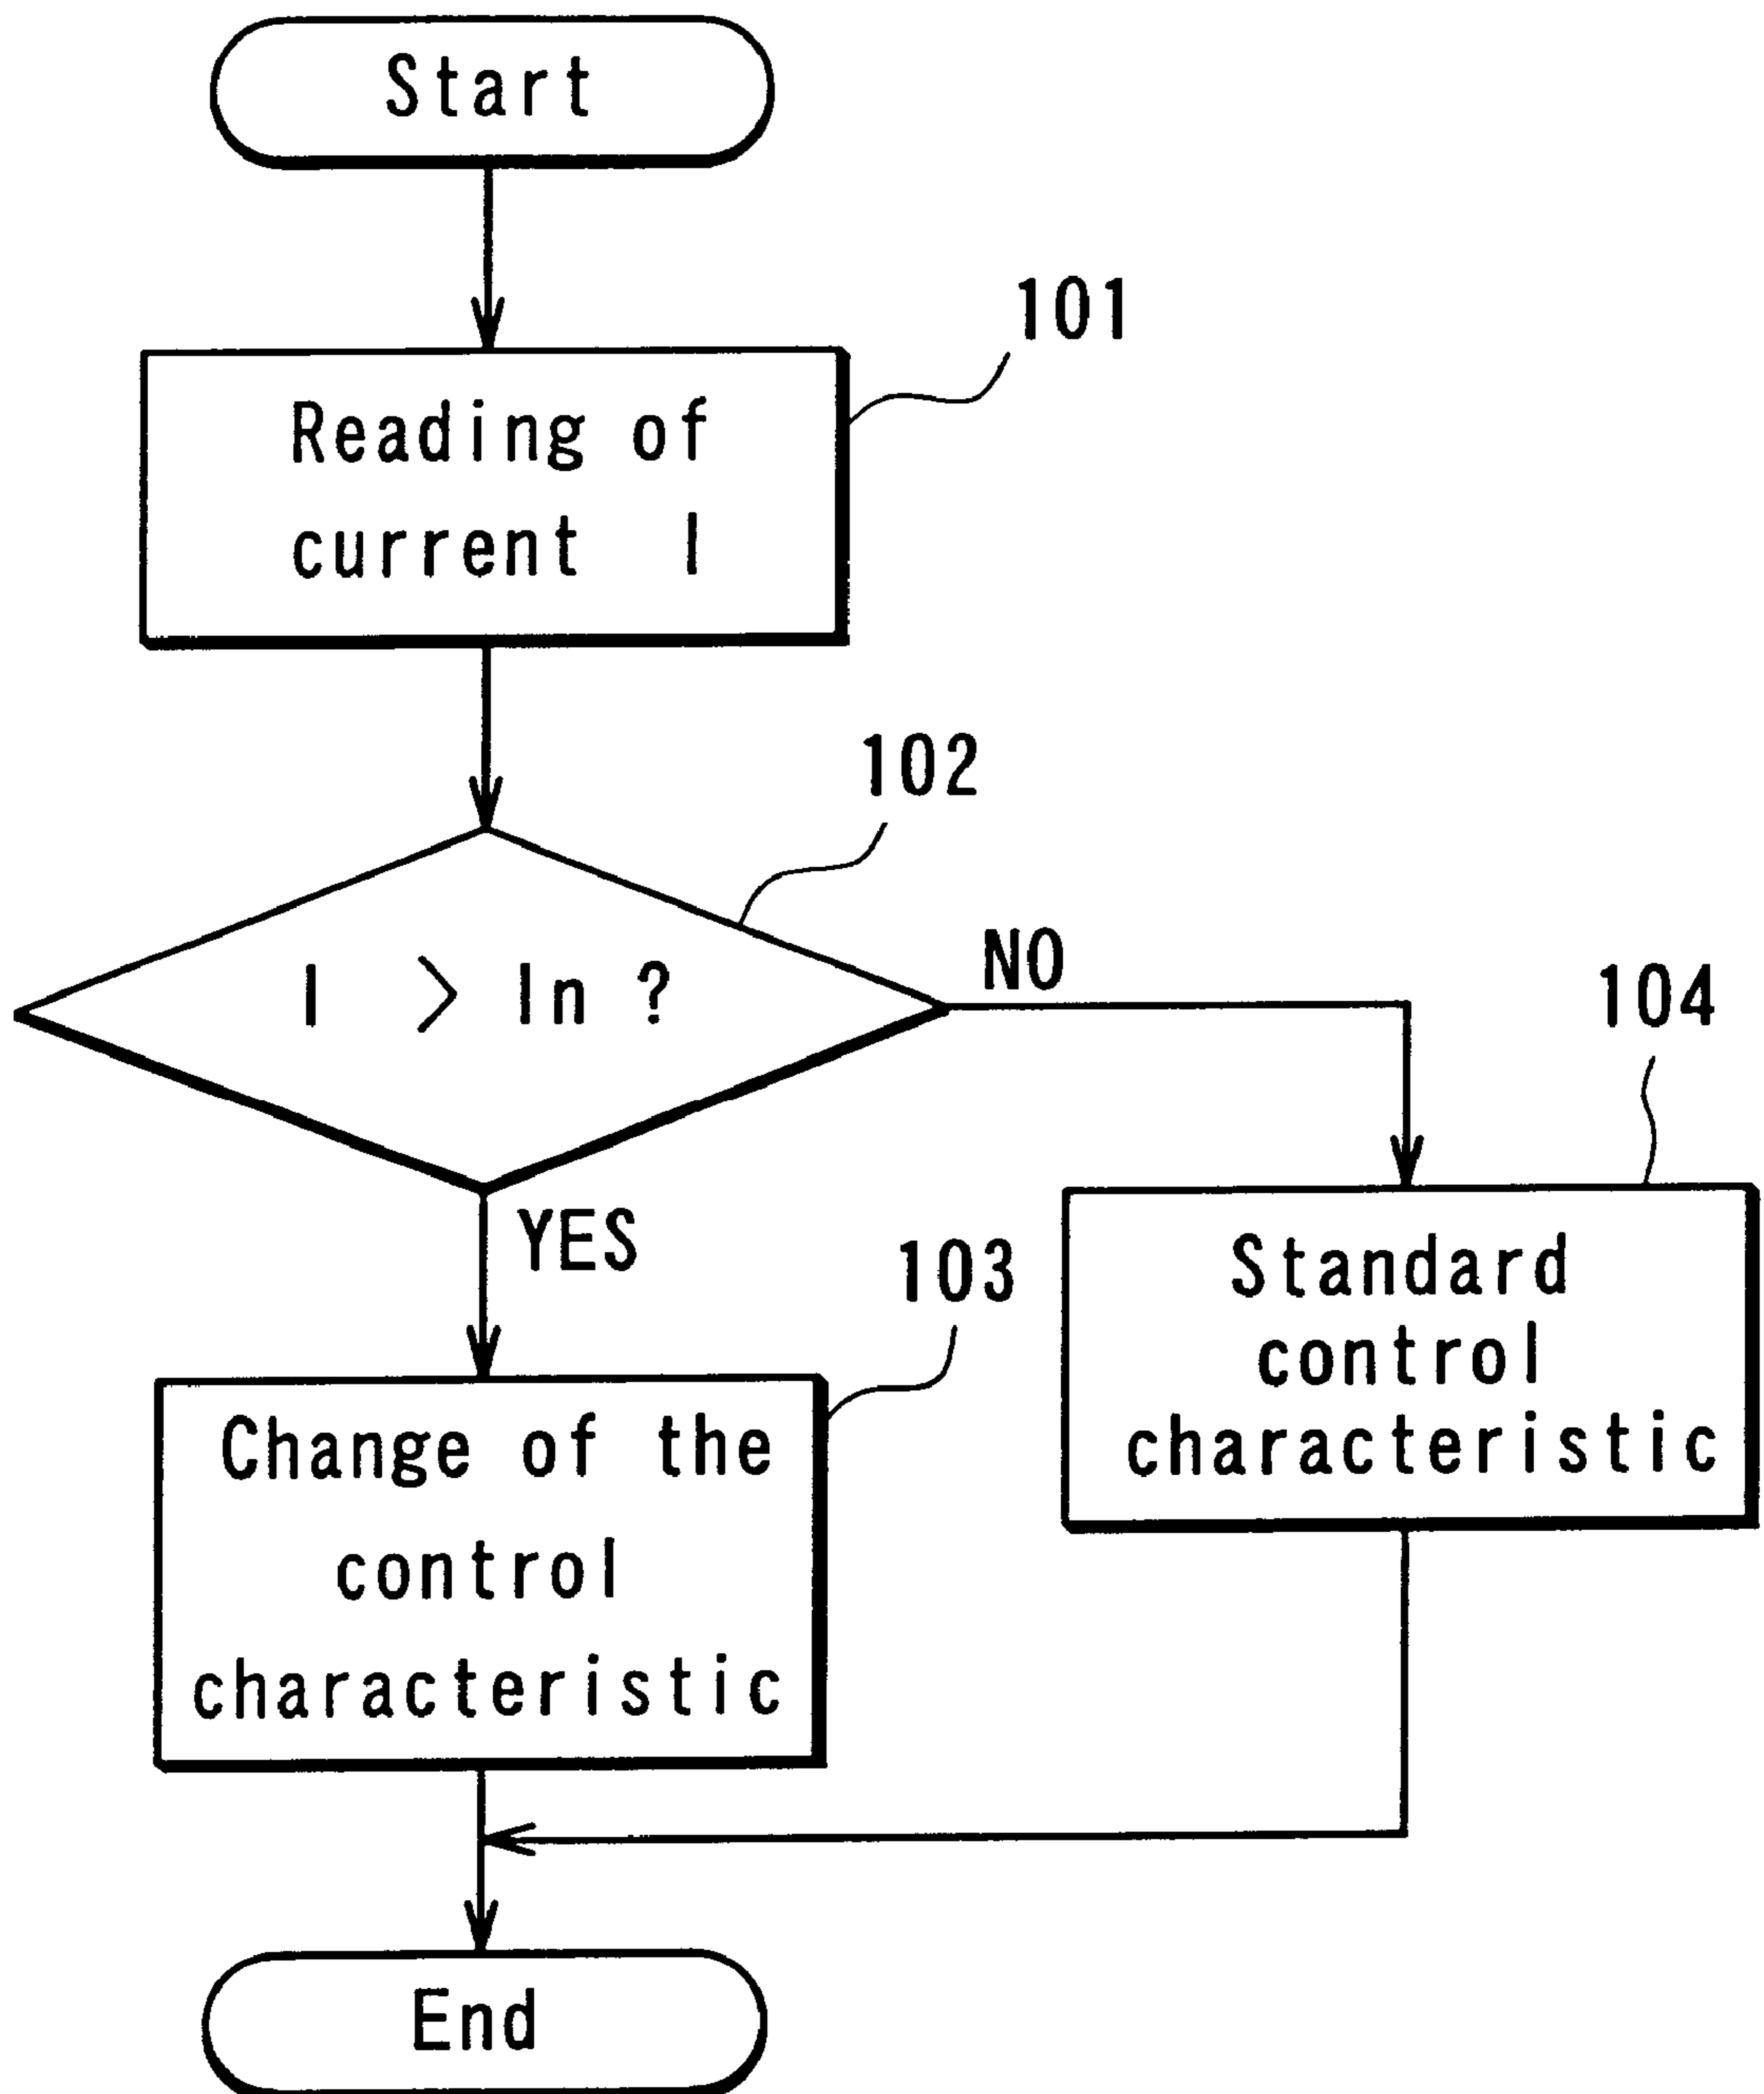 Start
101
Reading of
current I
102
I > In ?
NO
104
YES
103
Standard
control
characteristic
Change of the
control
characteristic
End